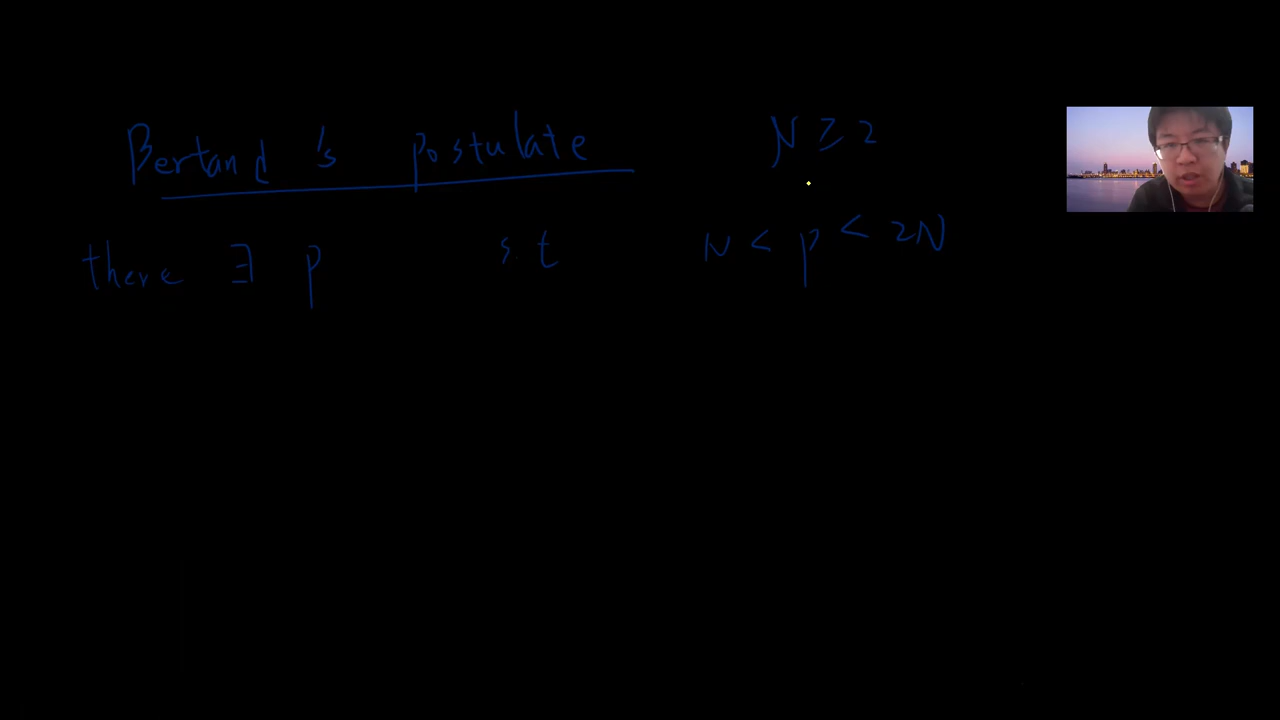 Bertand's postulate N ≥ 2
there ∃ p s.t N < p < 2N